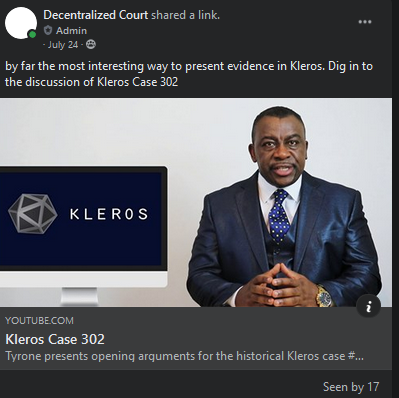 Decentralized Court shared a link.
Admin
· July 24 ·
by far the most interesting way to present evidence in Kleros. Dig in to
the discussion of Kleros Case 302
KLEROS
YOUTUBE.COM
Kleros Case 302
Tyrone presents opening arguments for the historical Kleros case #...
Seen by 17